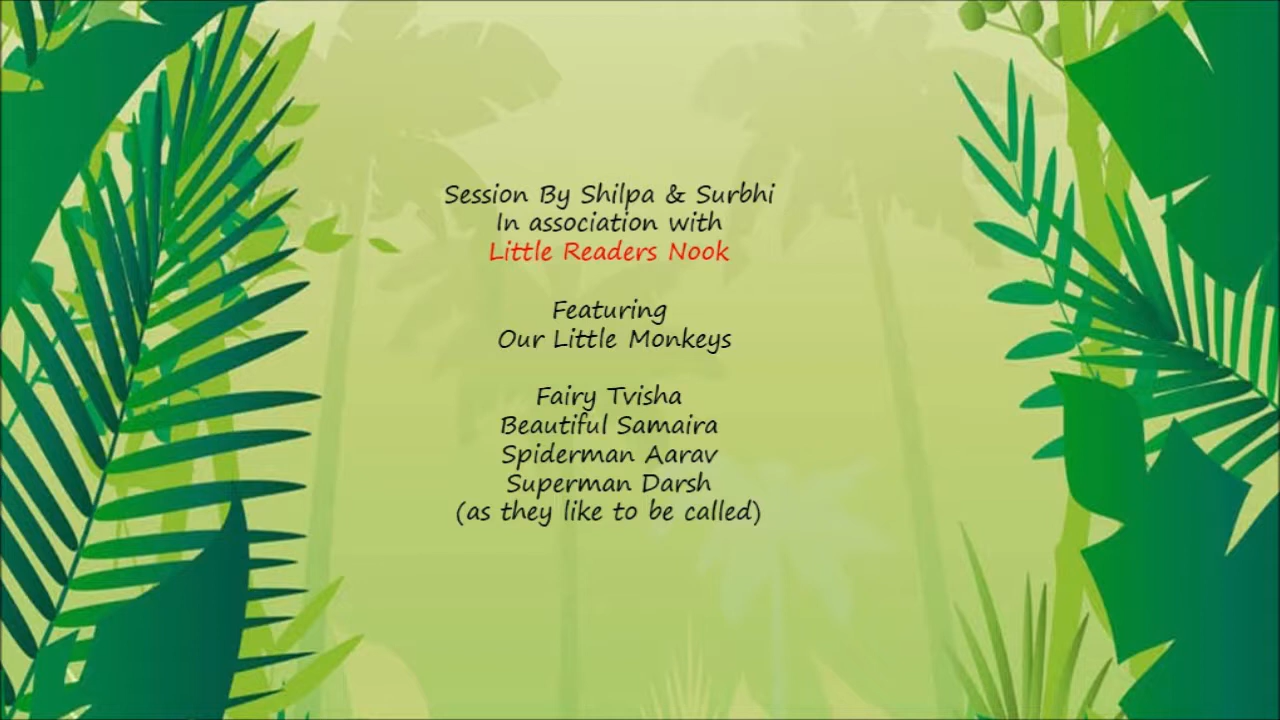 Session By Shilpa & Surbhi
In association with
Little Readers Nook
Featuring
Our Little Monkeys
Fairy Tvisha
Beautiful Samaira
Spiderman Aarav
Superman Darsh
(as they like to be called)